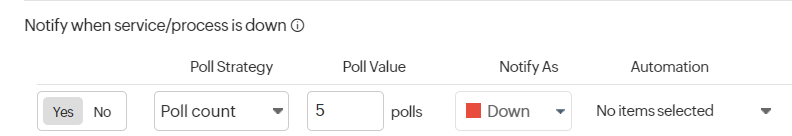 Notify when service/process is down
Poll Strategy Poll Value Notify As Automation
Yes No Poll count 5 polls Down No items selected